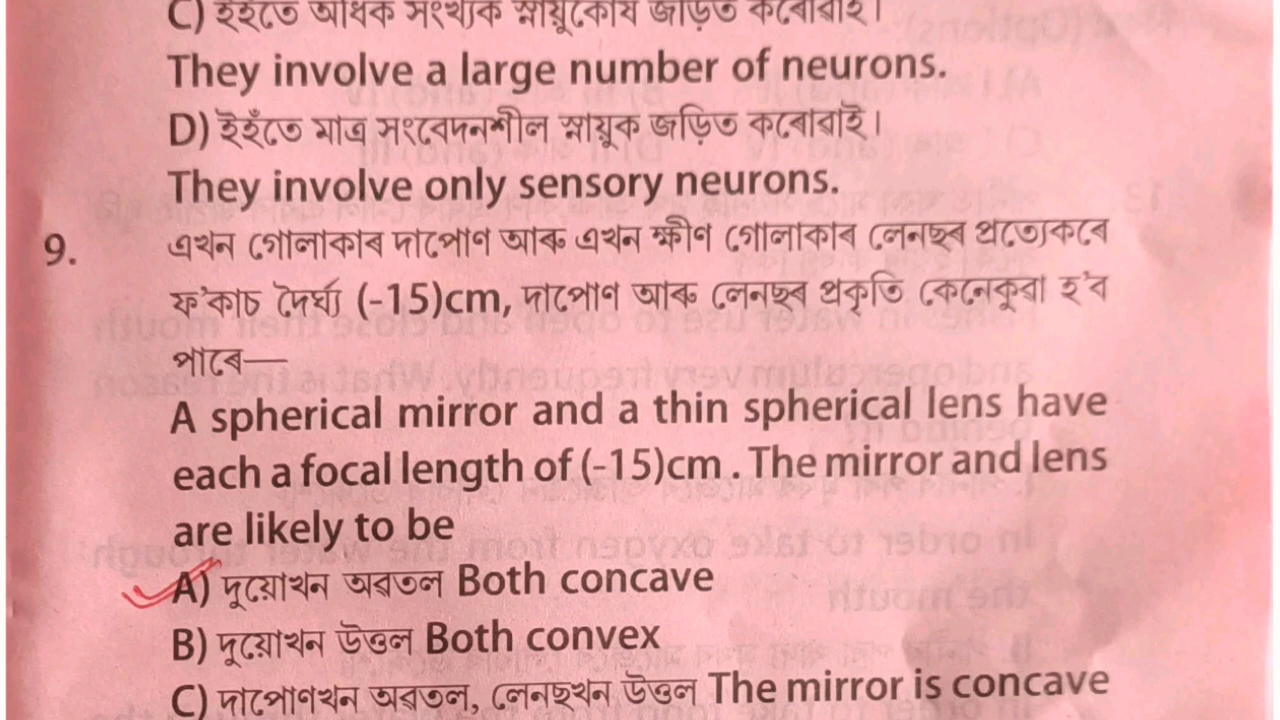 C) ইহঁতে অধিক সংখ্যক স্নায়ুকোষ জড়িত কৰোৱাই।
They involve a large number of neurons.
D) ইহঁতে মাত্ৰ সংবেদনশীল স্নায়ুক জড়িত কৰোৱাই।
They involve only sensory neurons.
9. এখন গোলাকাৰ দাপোণ আৰু এখন ক্ষীণ গোলাকাৰ লেনছৰ প্ৰত্যেকৰে
ফ'কাচ দৈৰ্ঘ্য (-15)cm, দাপোণ আৰু লেনছৰ প্ৰকৃতি কেনেকুৱা হ'ব
পাৰে—
A spherical mirror and a thin spherical lens have
each a focal length of (-15)cm . The mirror and lens
are likely to be
A) দুয়োখন অৱতল Both concave
B) দুয়োখন উত্তল Both convex
C) দাপোণখন অৱতল, লেনছখন উত্তল The mirror is concave